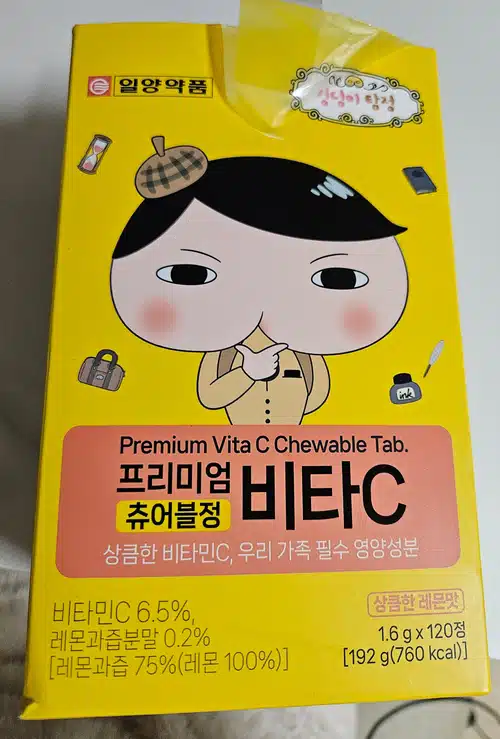 일양약품
엉덩이 탐정
Premium Vita C Chewable Tab.
프리미엄
츄어블정
비타C
상큼한 비타민C, 우리 가족 필수 영양성분
비타민C 6.5%,
레몬과즙분말 0.2%
[레몬과즙 75%(레몬 100%)]
상큼한 레몬맛
1.6 g x 120정
[192 g(760 kcal)]
ink